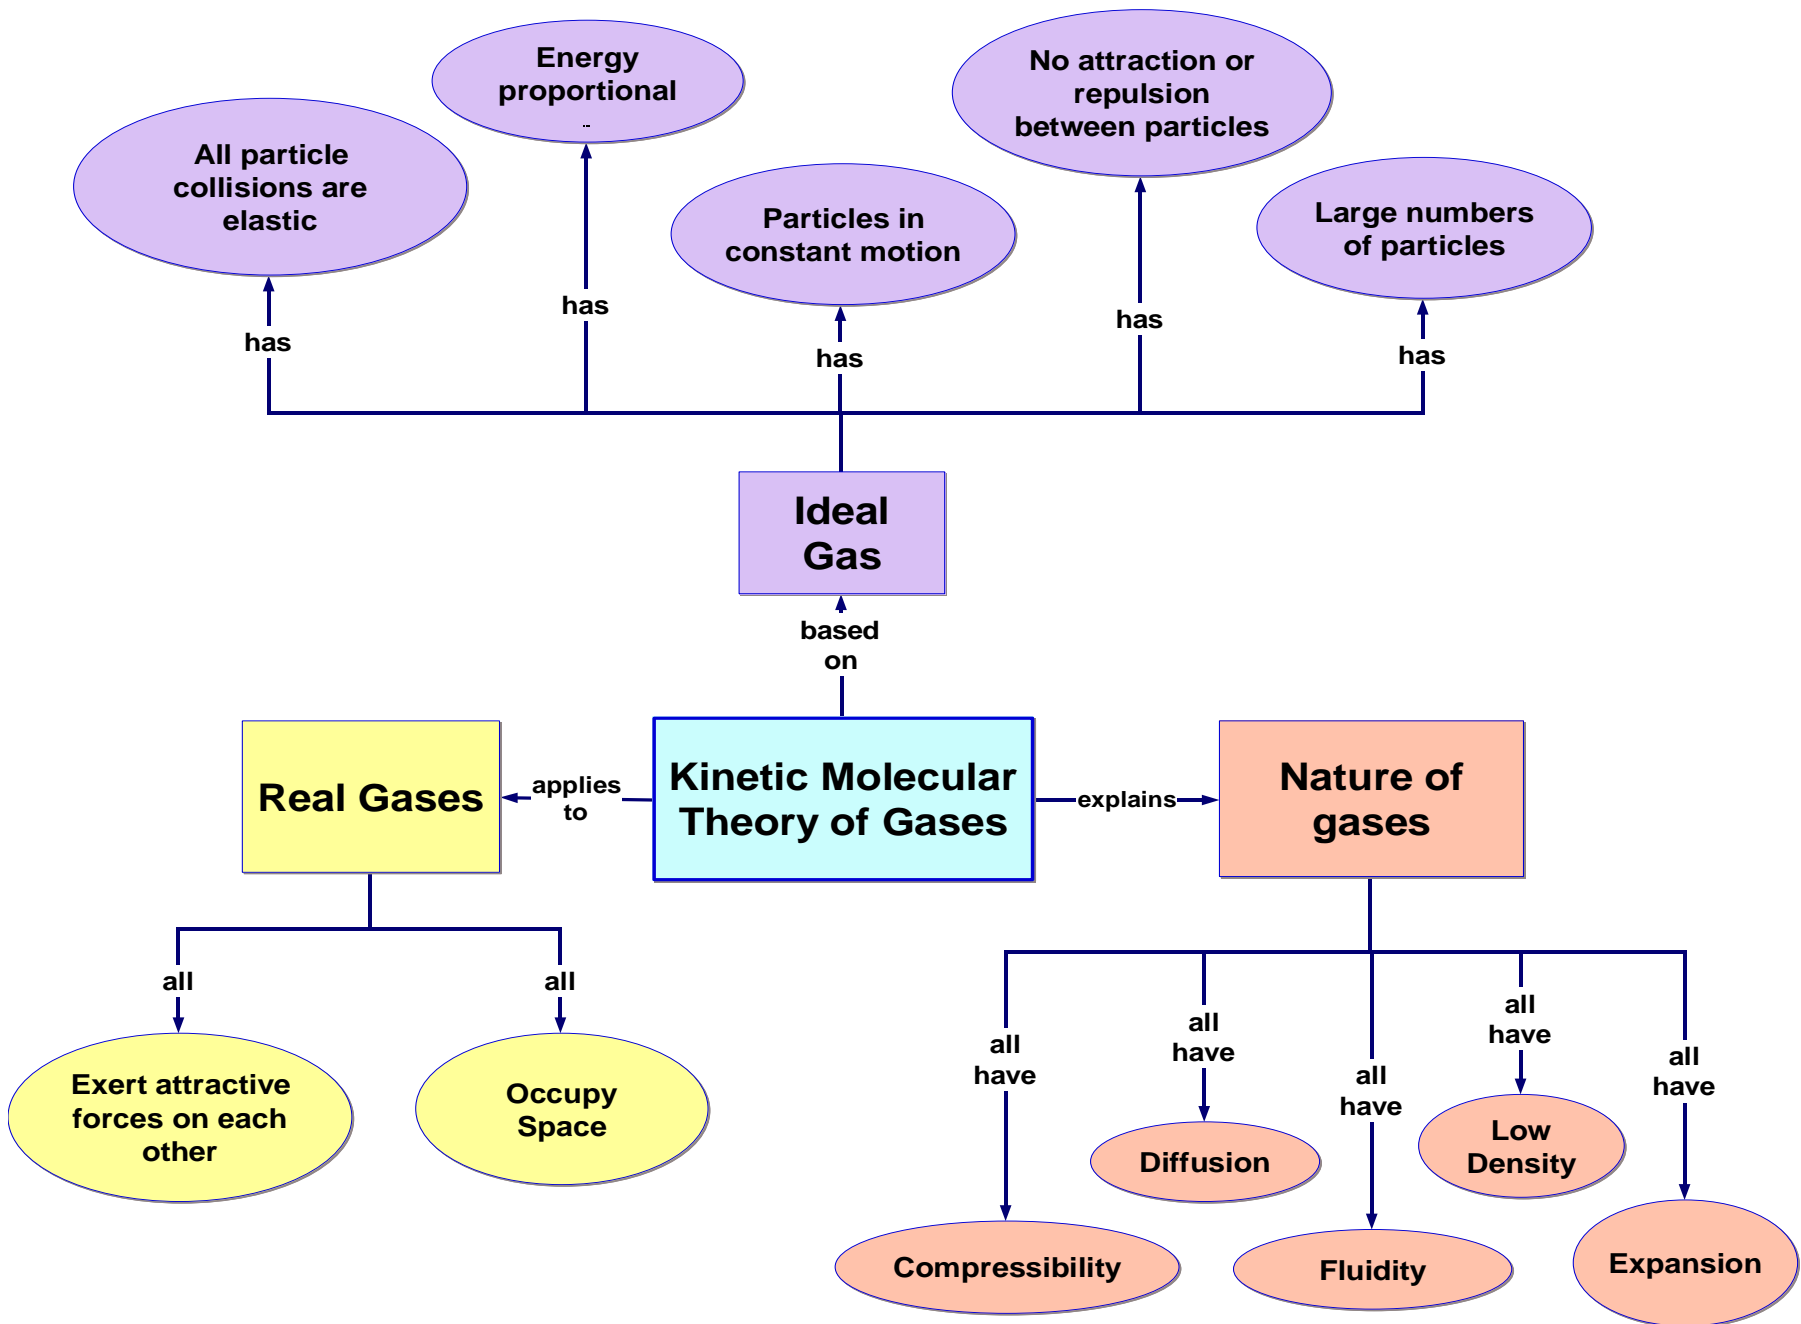 Energy
proportional
..
No attraction or
repulsion
between particles
All particle
collisions are
elastic
Particles in
constant motion
Large numbers
of particles
has
has
has
has
has
Ideal
Gas
based
on
Real Gases
applies
to
Kinetic Molecular
Theory of Gases
explains
Nature of
gases
all
all
Exert attractive
forces on each
other
Occupy
Space
all
have
all
have
all
have
all
have
all
have
Compressibility
Diffusion
Fluidity
Low
Density
Expansion